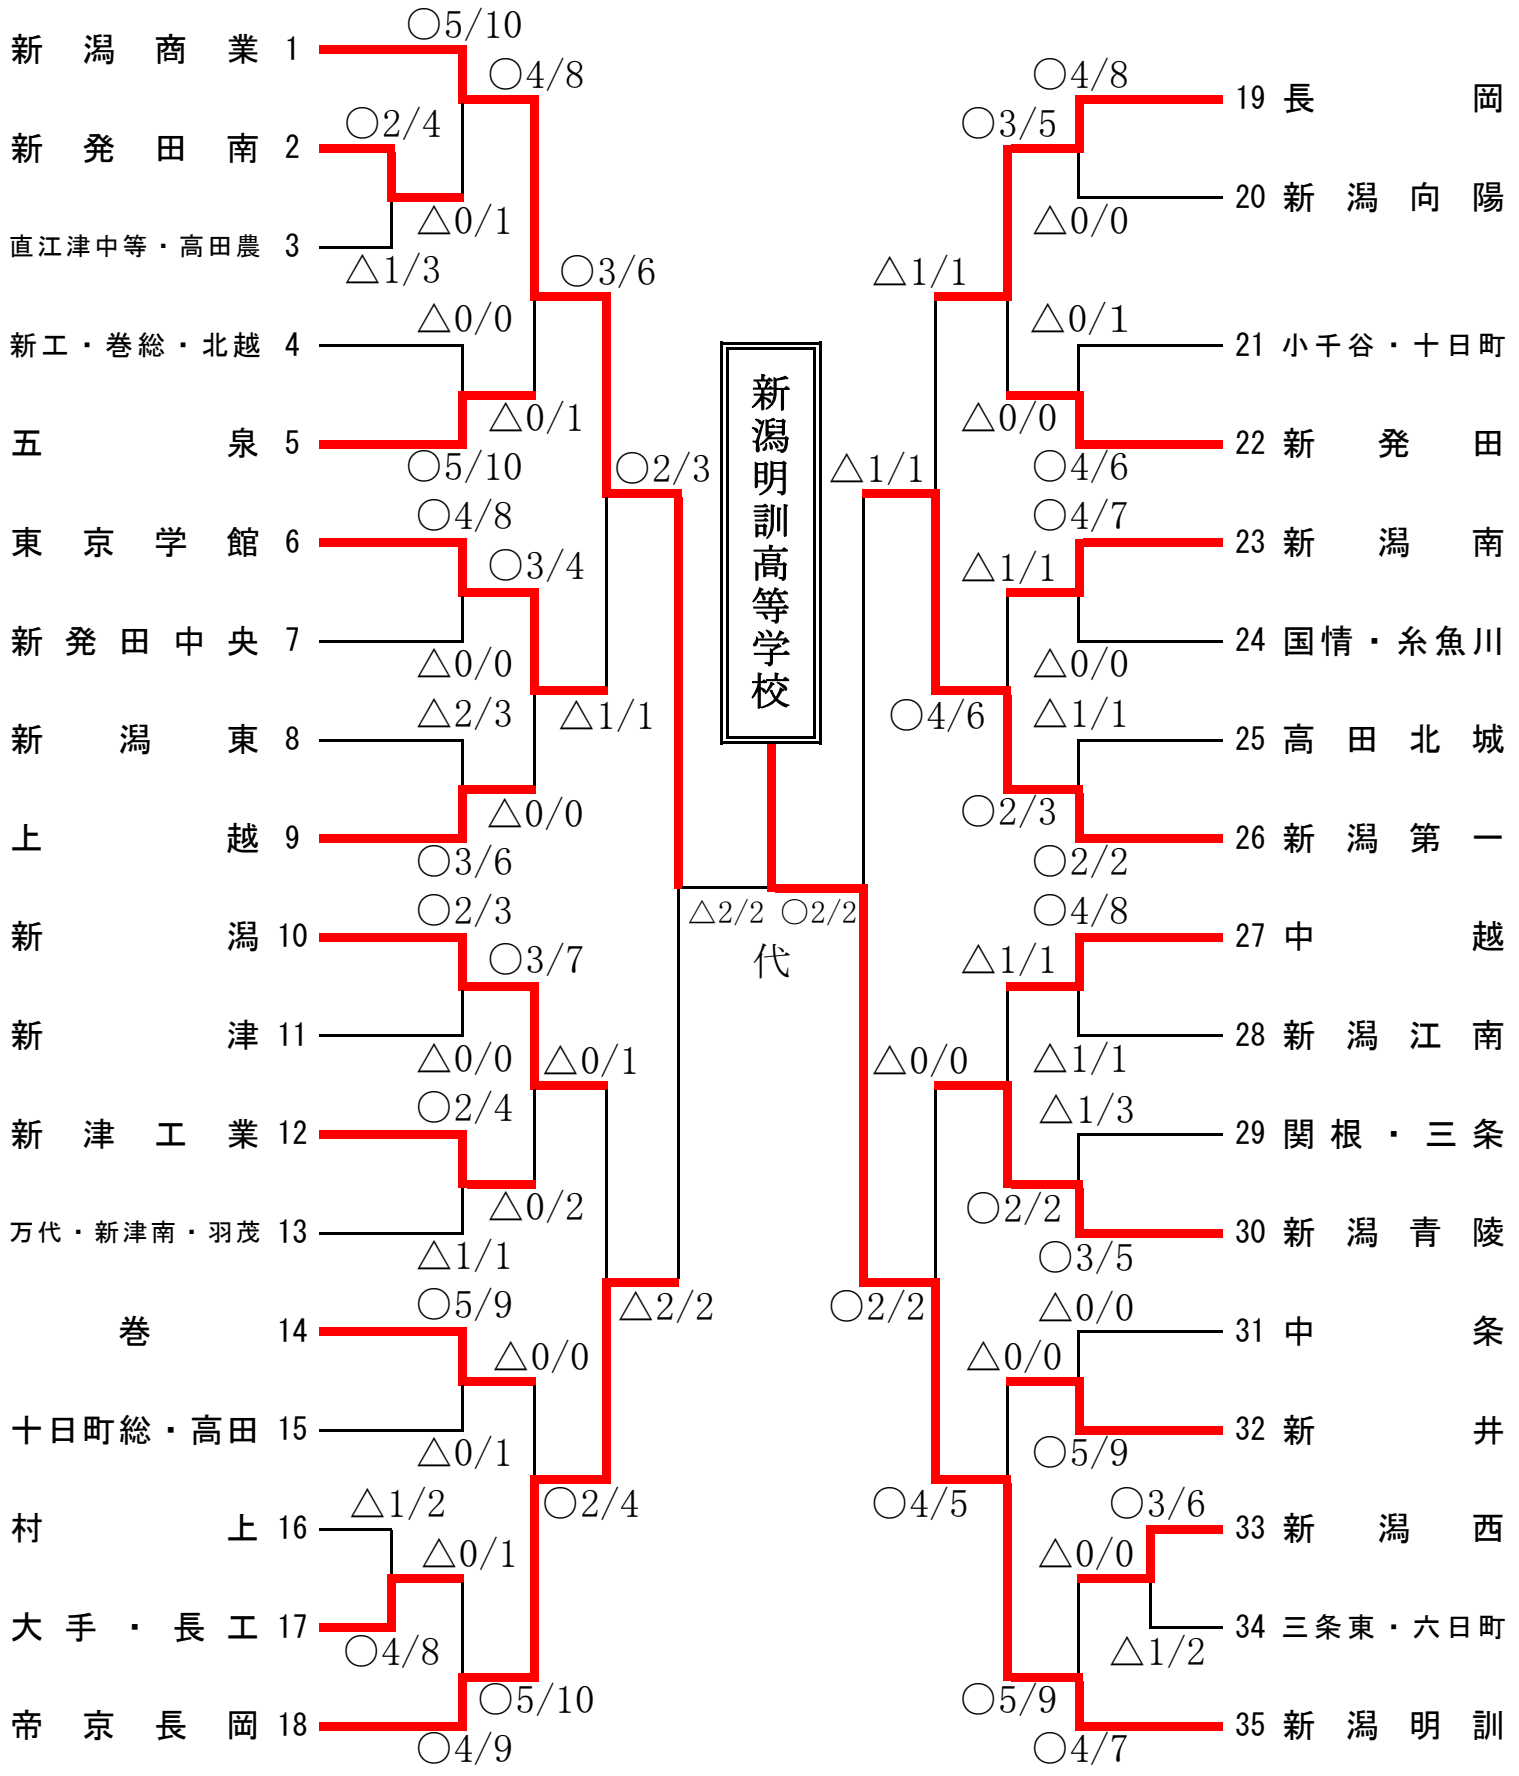 新潟商業 1
新発田南 2
直江津中等・高田農 3
新工・巻総・北越 4
五泉 5
東京学館 6
新発田中央 7
新潟東 8
上越 9
新潟 10
新津 11
新津工業 12
万代・新津南・羽茂 13
巻 14
十日町総・高田 15
村上 16
大手・長工 17
帝京長岡 18
○5/10
○4/8
○2/4
△0/1
△1/3
○3/6
△0/0
△0/1
○5/10
○2/3
○4/8
○3/4
△0/0
△2/3
△1/1
△0/0
○3/6
○2/3
○3/7
△0/0
△0/1
○2/4
△0/2
△1/1
○5/9
△2/2
△0/0
△0/1
△1/2
○2/4
△0/1
○4/8
○5/10
○4/9
新潟明訓高等学校
△2/2 ○2/2
代
○4/8
○3/5
△0/0
△1/1
△0/1
△0/0
○4/6
△1/1
○4/7
△1/1
△0/0
○4/6
△1/1
○2/3
○2/2
○4/8
△1/1
△0/0
△1/1
△1/3
○2/2
○3/5
○2/2
△0/0
△0/0
○5/9
○4/5
○3/6
△0/0
△1/2
○5/9
○4/7
19 長岡
20 新潟向陽
21 小千谷・十日町
22 新発田
23 新潟南
24 国情・糸魚川
25 高田北城
26 新潟第一
27 中越
28 新潟江南
29 関根・三条
30 新潟青陵
31 中条
32 新井
33 新潟西
34 三条東・六日町
35 新潟明訓